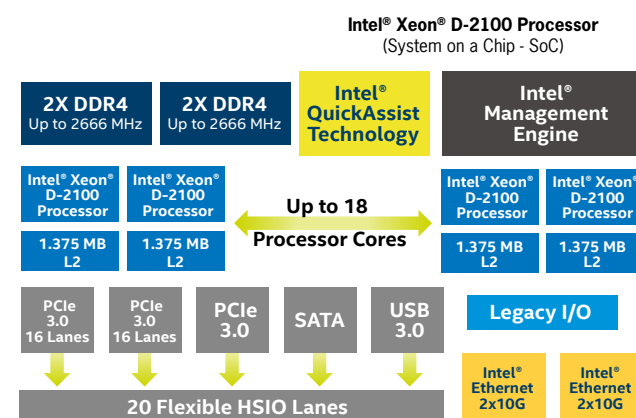 Intel® Xeon® D-2100 Processor
(System on a Chip - SoC)
2X DDR4
Up to 2666 MHz
2X DDR4
Up to 2666 MHz
Intel®
QuickAssist
Technology
Intel®
Management
Engine
Intel® Xeon®
D-2100
Processor
Intel® Xeon®
D-2100
Processor
Up to 18
Processor Cores
Intel® Xeon®
D-2100
Processor
Intel® Xeon®
D-2100
Processor
1.375 MB
L2
1.375 MB
L2
1.375 MB
L2
1.375 MB
L2
PCIe
3.0
16 Lanes
PCIe
3.0
16 Lanes
PCIe
3.0
SATA
USB
3.0
Legacy I/O
20 Flexible HSIO Lanes
Intel®
Ethernet
2x10G
Intel®
Ethernet
2x10G